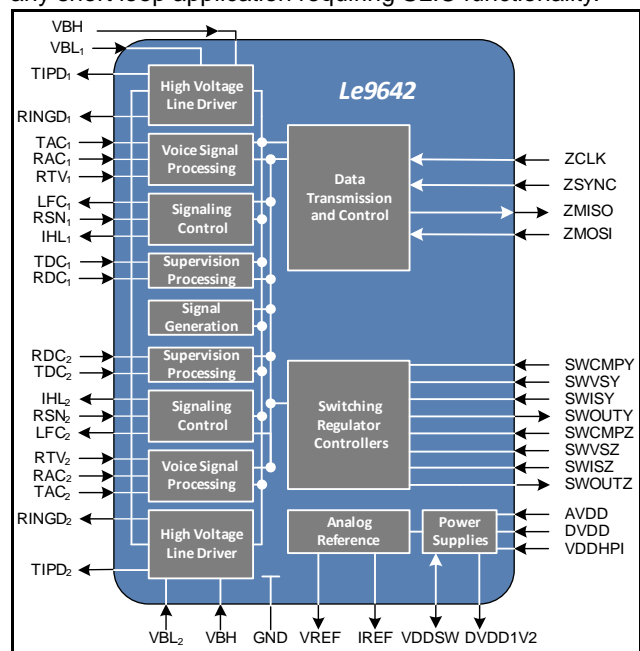 any short loop application requiring SLIC functionality.
VBH
VBL1
TIPD1
RINGD1
TAC1
RAC1
RTV1
LFC1
RSN1
IHL1
TDC1
RDC1
RDC2
TDC2
IHL2
RSN2
LFC2
RTV2
RAC2
TAC2
RINGD2
TIPD2
High Voltage
Line Driver
Voice Signal
Processing
Signaling
Control
Supervision
Processing
Signal
Generation
Supervision
Processing
Signaling
Control
Voice Signal
Processing
High Voltage
Line Driver
Le9642
Data
Transmission
and Control
Switching
Regulator
Controllers
Analog
Reference
Power
Supplies
ZCLK
ZSYNC
ZMISO
ZMOSI
SWCMPY
SWVSY
SWISY
SWOUTY
SWCMPZ
SWVSZ
SWISZ
SWOUTZ
AVDD
DVDD
VDDHPI
VBL2
VBH
GND
VREF
IREF
VDDSW
DVDD1V2